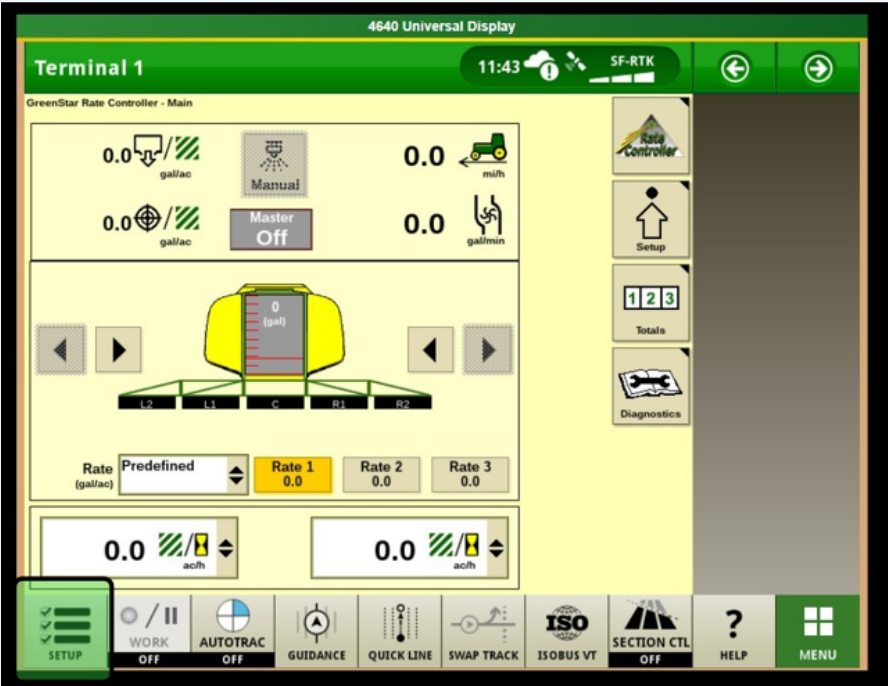 4640 Universal Display
Terminal 1
11:43
SF-RTK
GreenStar Rate Controller - Main
0.0
gal/ac
Manual
0.0
mi/h
0.0
gal/ac
Master
Off
0.0
gal/min
Rate
Controller
Setup
1 2 3
Totals
Diagnostics
0
(gal)
L2 L1 C R1 R2
Rate
(gal/ac)
Predefined
Rate 1
0.0
Rate 2
0.0
Rate 3
0.0
0.0
ac/h
0.0
ac/h
SETUP
WORK
OFF
AUTOTRAC
OFF
GUIDANCE
QUICK LINE
SWAP TRACK
ISO
ISOBUS VT
SECTION CTL
OFF
?
HELP
MENU